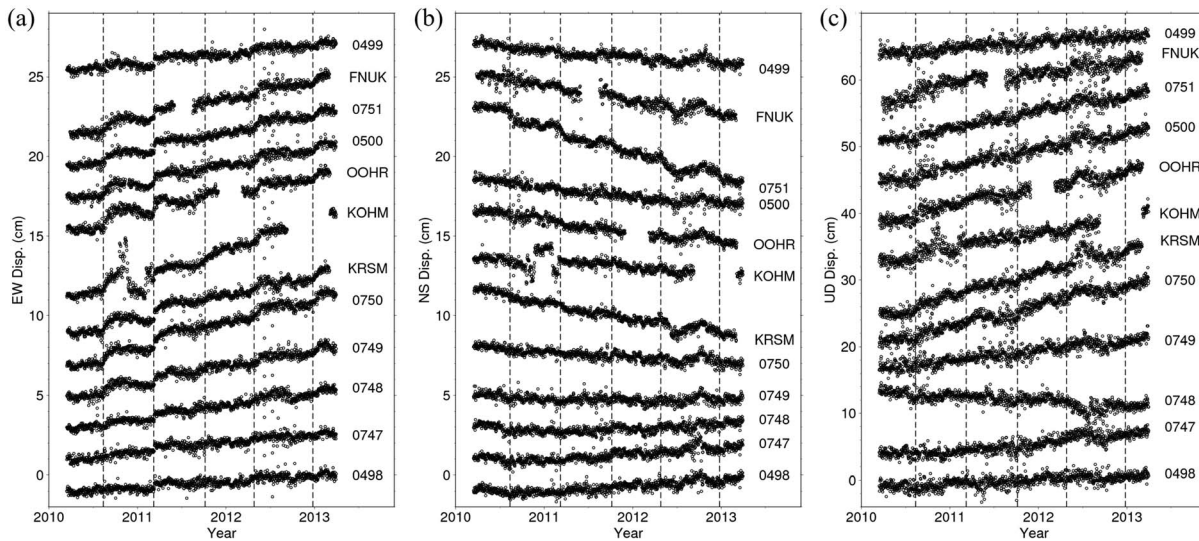 (a)
EW Disp. (cm)
25
20
15
10
5
0
0499
FNUK
0751
0500
OOHR
KOHM
KRSM
0750
0749
0748
0747
0498
2010 2011 2012 2013
Year
(b)
NS Disp. (cm)
25
20
15
10
5
0
0499
FNUK
0751
0500
OOHR
KOHM
KRSM
0750
0749
0748
0747
0498
2010 2011 2012 2013
Year
(c)
UD Disp. (cm)
60
50
40
30
20
10
0
0499
FNUK
0751
0500
OOHR
KOHM
KRSM
0750
0749
0748
0747
0498
2010 2011 2012 2013
Year